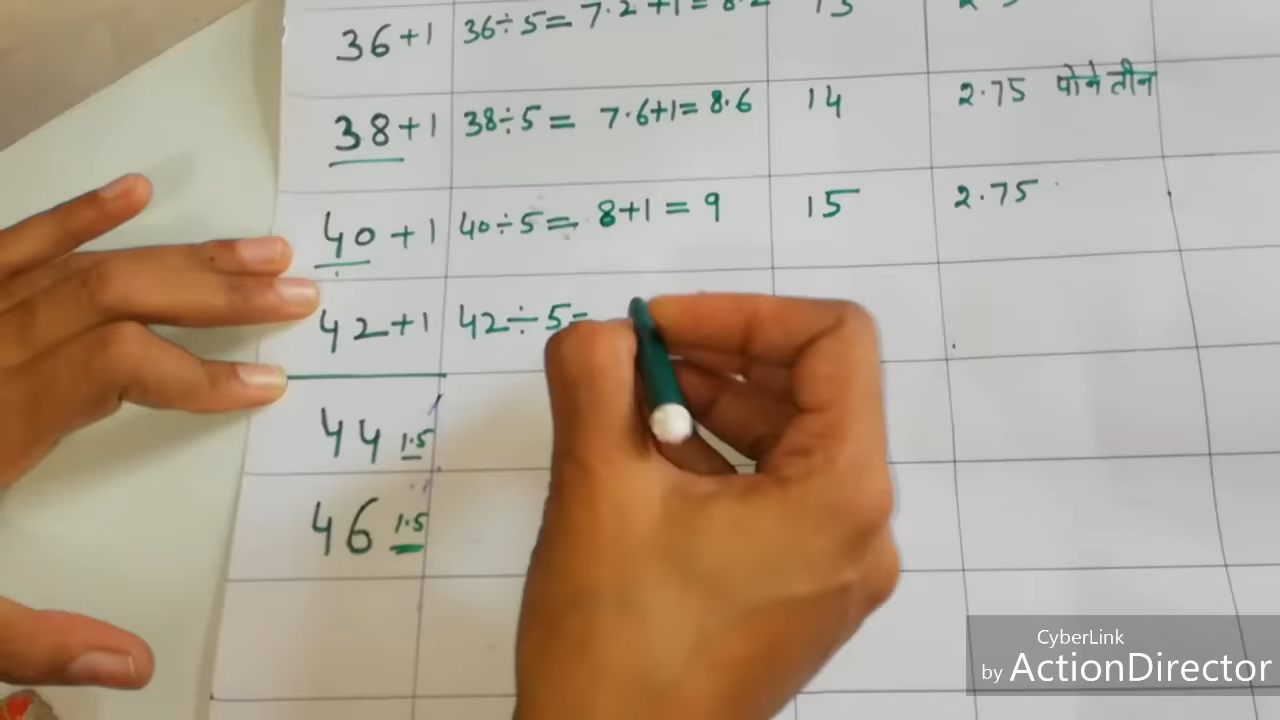 36+1 36÷5= 7.2+1= 8.2 13
38+1 38÷5= 7.6+1= 8.6 14 2.75 पोने तीन
40+1 40÷5= 8+1=9 15 2.75
42+1 42÷5=
44 1.5
46 1.5
CyberLink
by ActionDirector